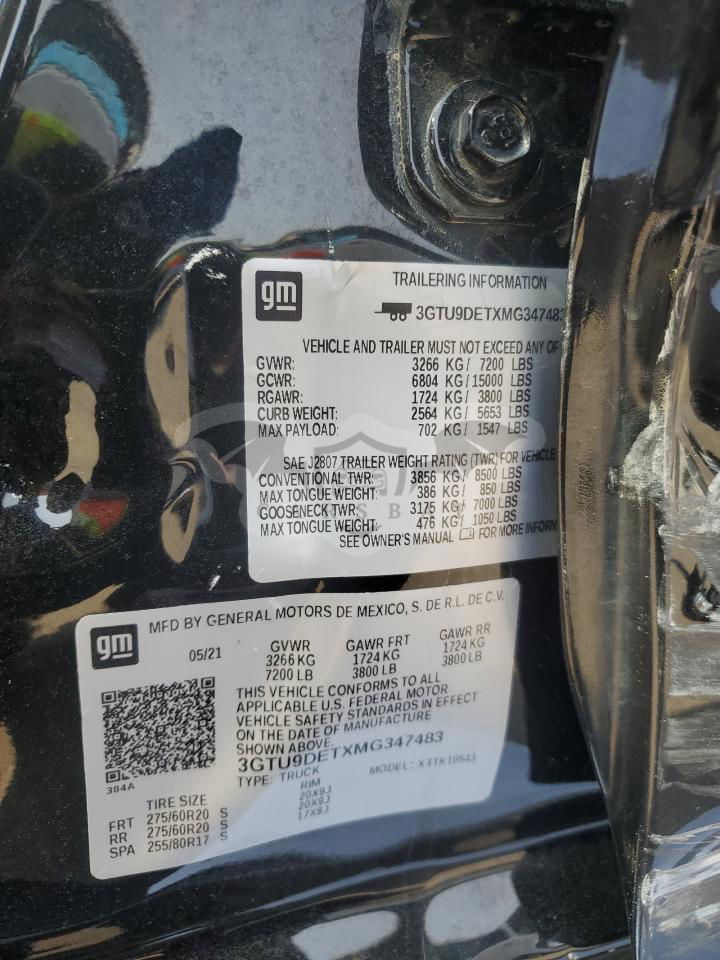 gm
TRAILERING INFORMATION
3GTU9DETXMG347483
VEHICLE AND TRAILER MUST NOT EXCEED ANY OF
GVWR: 3266 KG/ 7200 LBS
GCWR: 6804 KG/15000 LBS
RGAWR: 1724 KG/ 3800 LBS
CURB WEIGHT: 2564 KG/ 5653 LBS
MAX PAYLOAD: 702 KG/ 1547 LBS
SAE J2807 TRAILER WEIGHT RATING (TWR) FOR VEHICLE
CONVENTIONAL TWR: 3856 KG/ 8500 LBS
MAX TONGUE WEIGHT: 386 KG/ 850 LBS
GOOSENECK TWR: 3175 KG/ 7000 LBS
MAX TONGUE WEIGHT: 476 KG/ 1050 LBS
SEE OWNER'S MANUAL FOR MORE INFORM
gm
MFD BY GENERAL MOTORS DE MEXICO, S. DE R.L. DE C.V.
05/21 GVWR GAWR FRT GAWR RR
3266 KG 1724 KG 1724 KG
7200 LB 3800 LB 3800 LB
THIS VEHICLE CONFORMS TO ALL
APPLICABLE U.S. FEDERAL MOTOR
VEHICLE SAFETY STANDARDS IN EFFECT
ON THE DATE OF MANUFACTURE
SHOWN ABOVE.
3GTU9DETXMG347483
TYPE: TRUCK MODEL: X3TK10543
384A
TIRE SIZE RIM
FRT 275/60R20 S 20X9J
RR 275/60R20 S 20X9J
SPA 255/80R17 S 17X8J